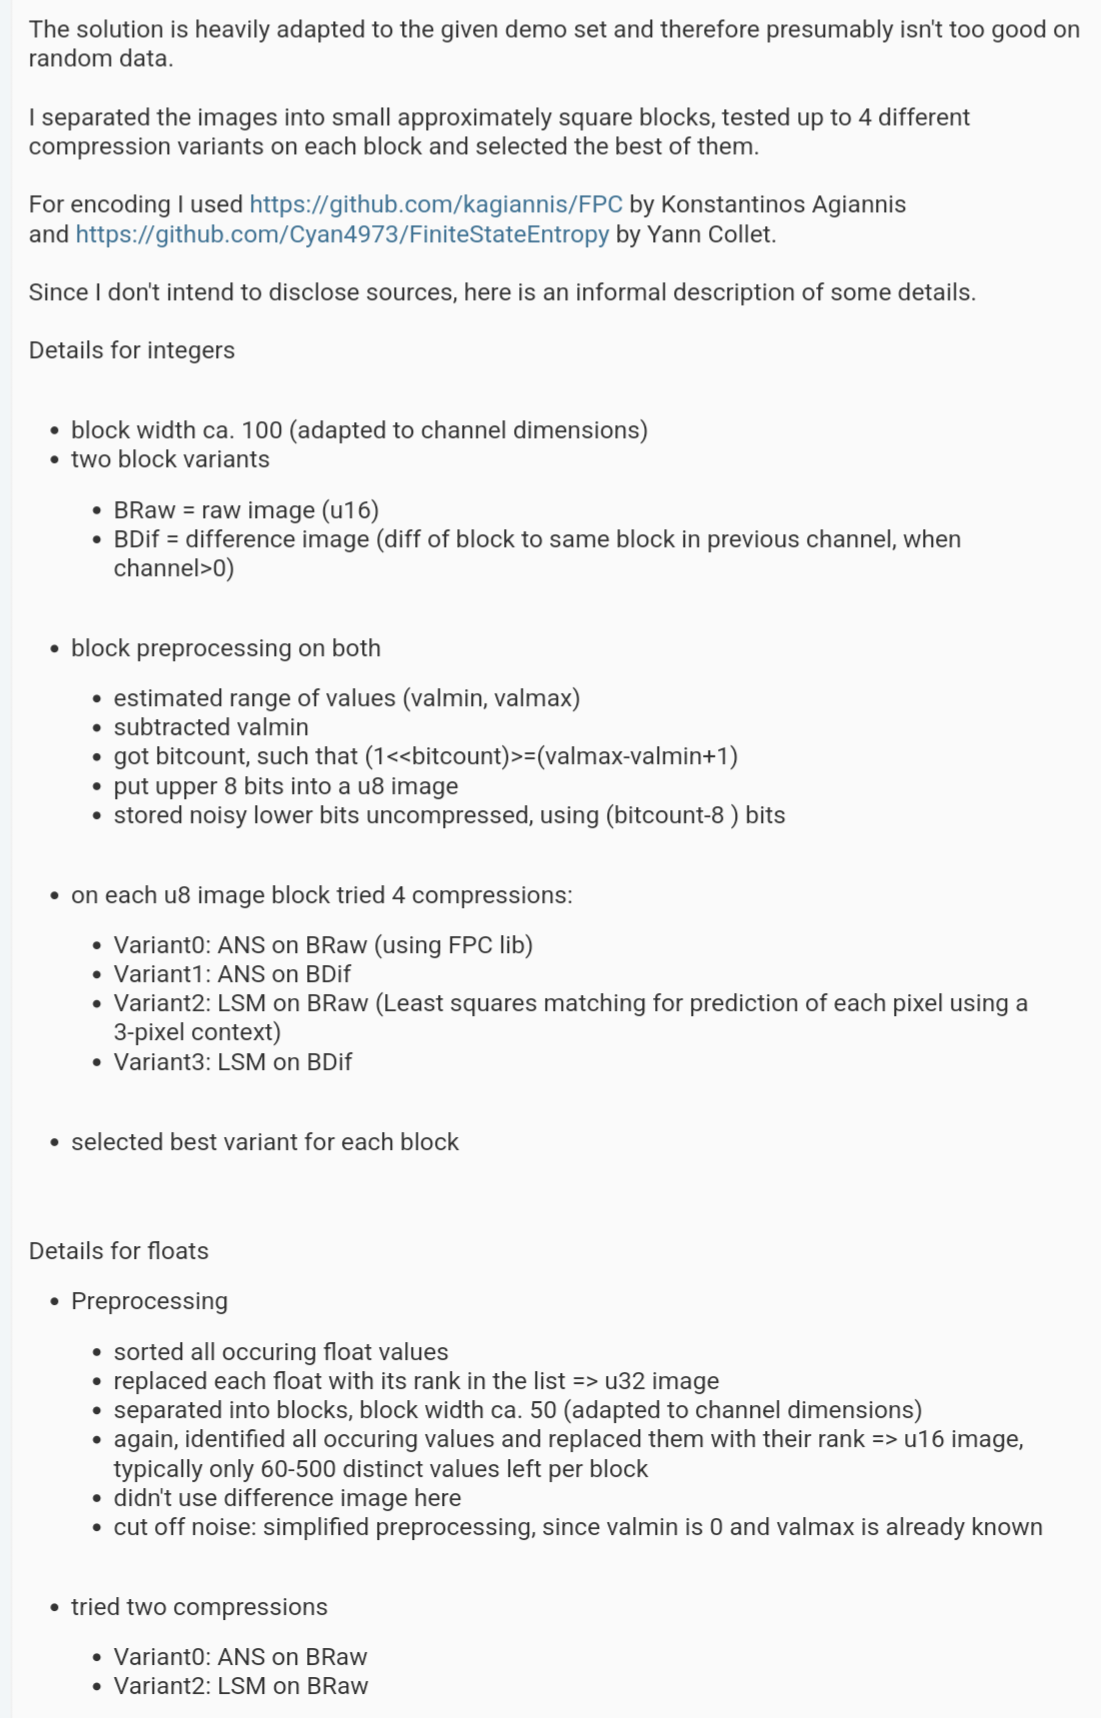 The solution is heavily adapted to the given demo set and therefore presumably isn't too good on
random data.
I separated the images into small approximately square blocks, tested up to 4 different
compression variants on each block and selected the best of them.
For encoding I used https://github.com/kagiannis/FPC by Konstantinos Agiannis
and https://github.com/Cyan4973/FiniteStateEntropy by Yann Collet.
Since I don't intend to disclose sources, here is an informal description of some details.
Details for integers
• block width ca. 100 (adapted to channel dimensions)
• two block variants
• BRaw = raw image (u16)
• BDif = difference image (diff of block to same block in previous channel, when
channel>0)
• block preprocessing on both
• estimated range of values (valmin, valmax)
• subtracted valmin
• got bitcount, such that (1<<bitcount)>=(valmax-valmin+1)
• put upper 8 bits into a u8 image
• stored noisy lower bits uncompressed, using (bitcount-8 ) bits
• on each u8 image block tried 4 compressions:
• Variant0: ANS on BRaw (using FPC lib)
• Variant1: ANS on BDif
• Variant2: LSM on BRaw (Least squares matching for prediction of each pixel using a
3-pixel context)
• Variant3: LSM on BDif
• selected best variant for each block
Details for floats
• Preprocessing
• sorted all occuring float values
• replaced each float with its rank in the list => u32 image
• separated into blocks, block width ca. 50 (adapted to channel dimensions)
• again, identified all occuring values and replaced them with their rank => u16 image,
typically only 60-500 distinct values left per block
• didn't use difference image here
• cut off noise: simplified preprocessing, since valmin is 0 and valmax is already known
• tried two compressions
• Variant0: ANS on BRaw
• Variant2: LSM on BRaw